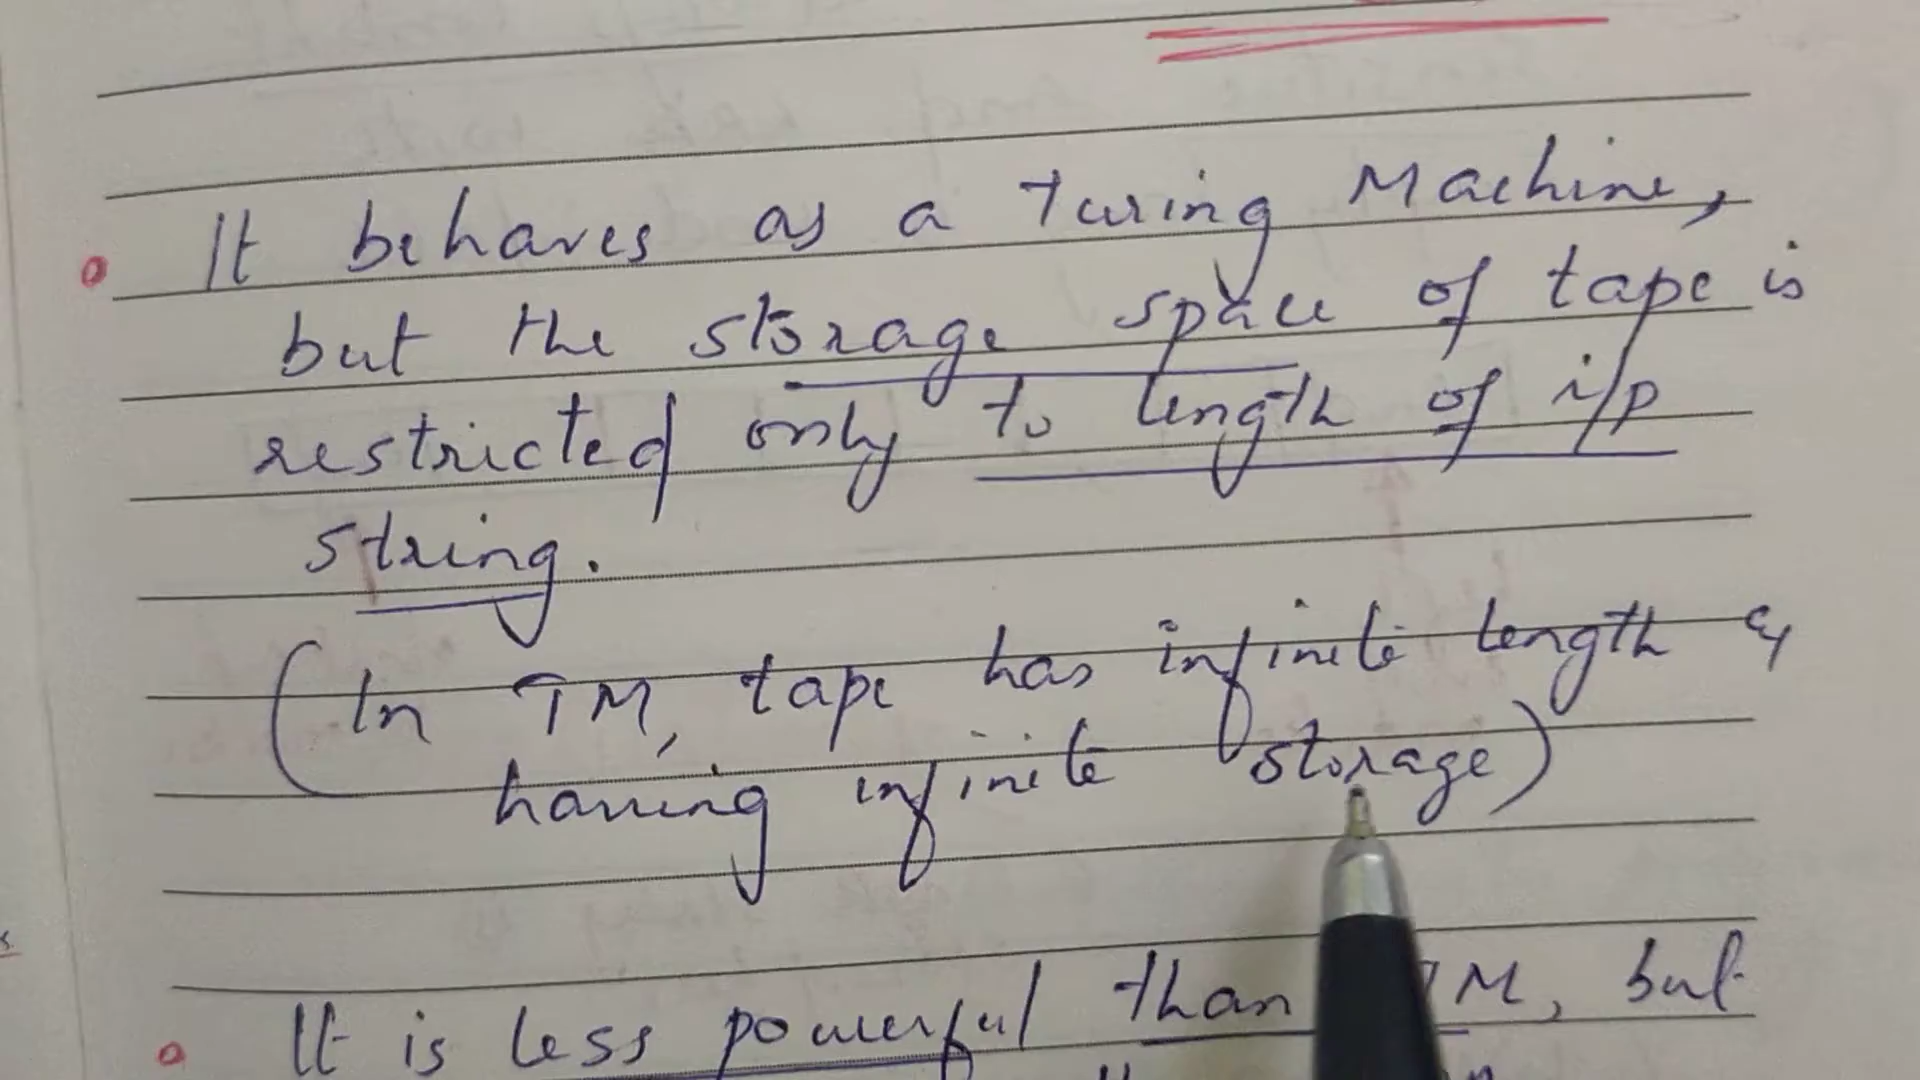 It behaves as a Turing Machine,
but the storage space of tape is
restricted only to length of i/p
string.
(In TM, tape has infinite length &
having infinite storage)
It is less powerful than TM, but